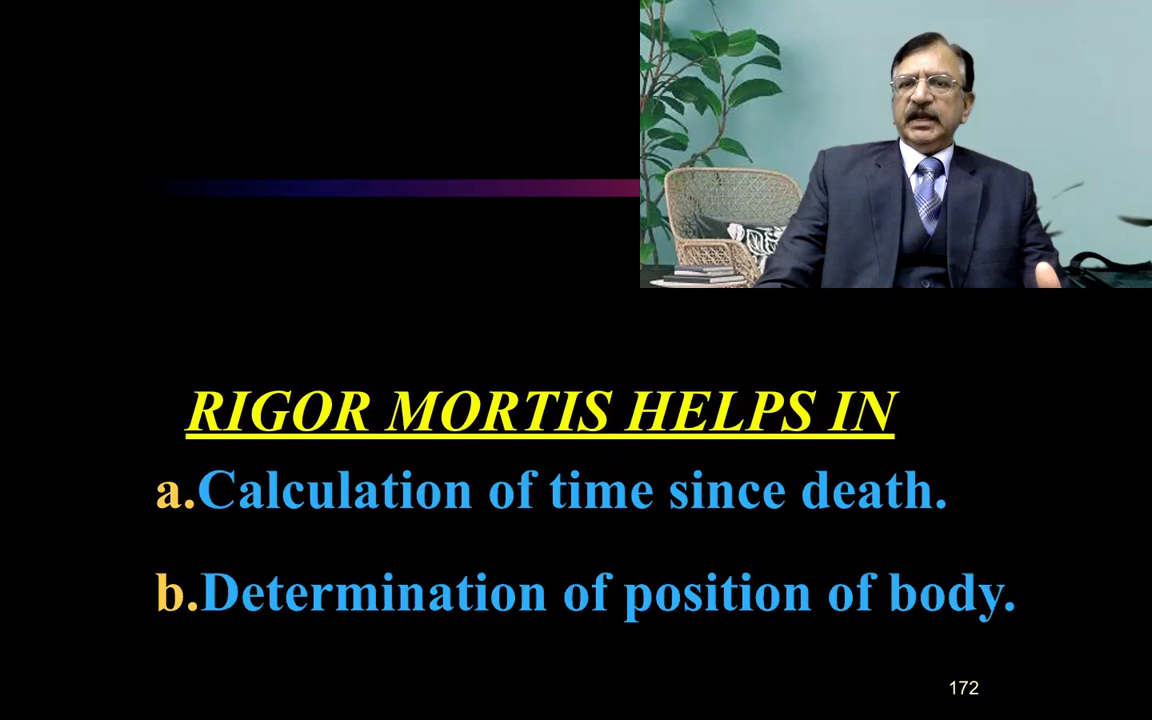 RIGOR MORTIS HELPS IN
a.Calculation of time since death.
b.Determination of position of body.
172